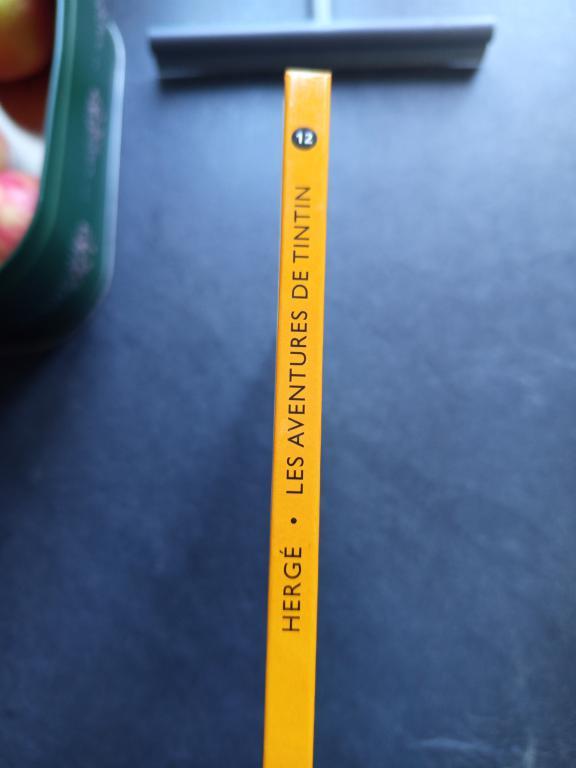 HERGÉ • LES AVENTURES DE TINTIN
12